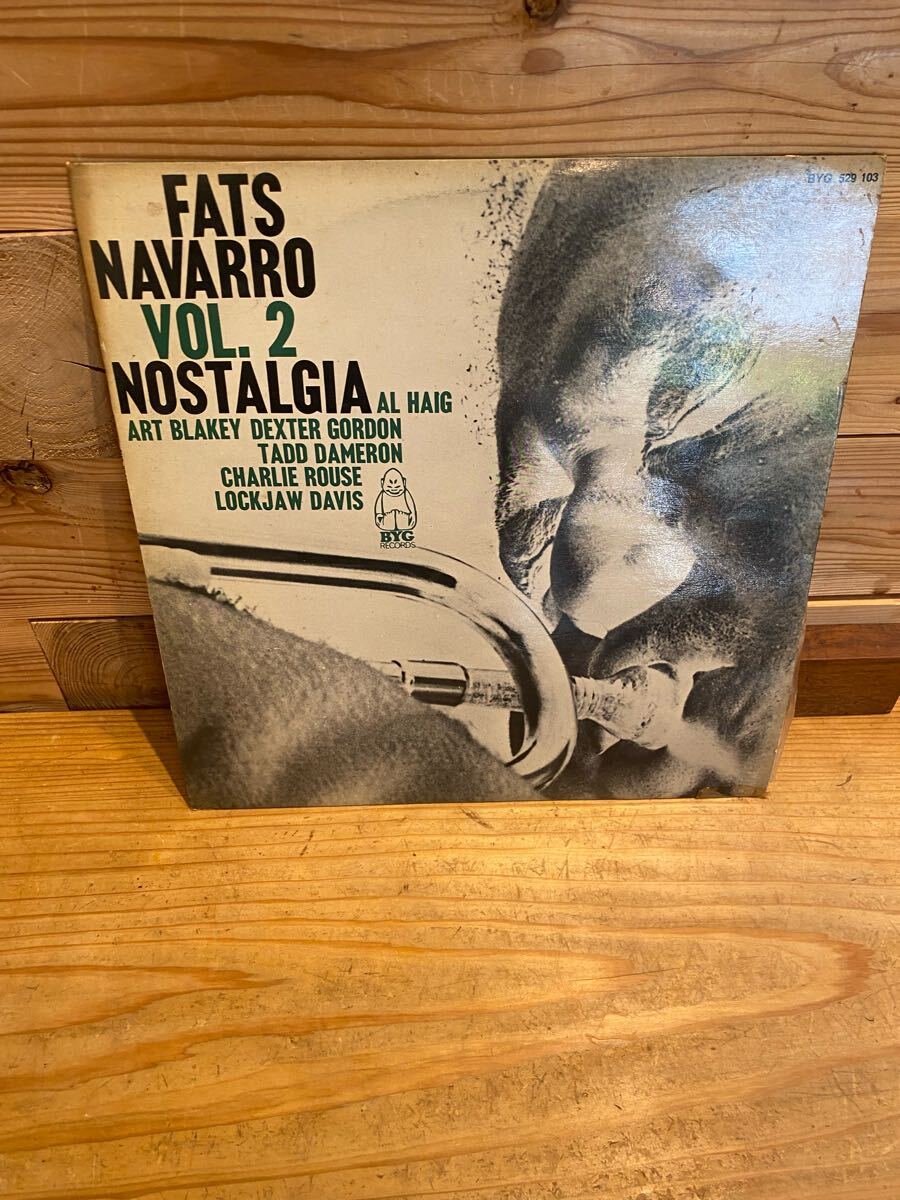 BYG 529 103
FATS
NAVARRO
VOL. 2
NOSTALGIA AL HAIG
ART BLAKEY DEXTER GORDON
TADD DAMERON
CHARLIE ROUSE
LOCKJAW DAVIS
BYG
RECORDS